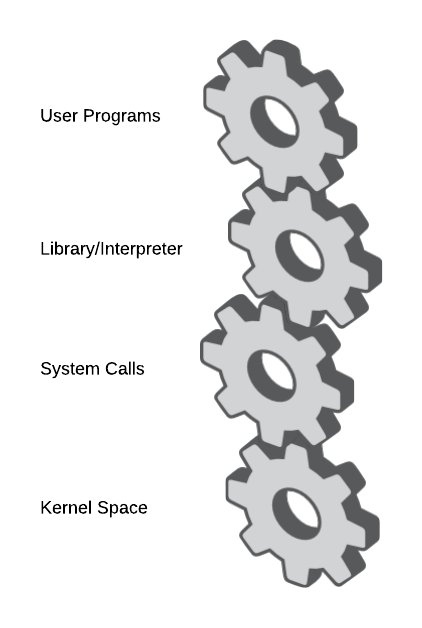 User Programs
Library/Interpreter
System Calls
Kernel Space